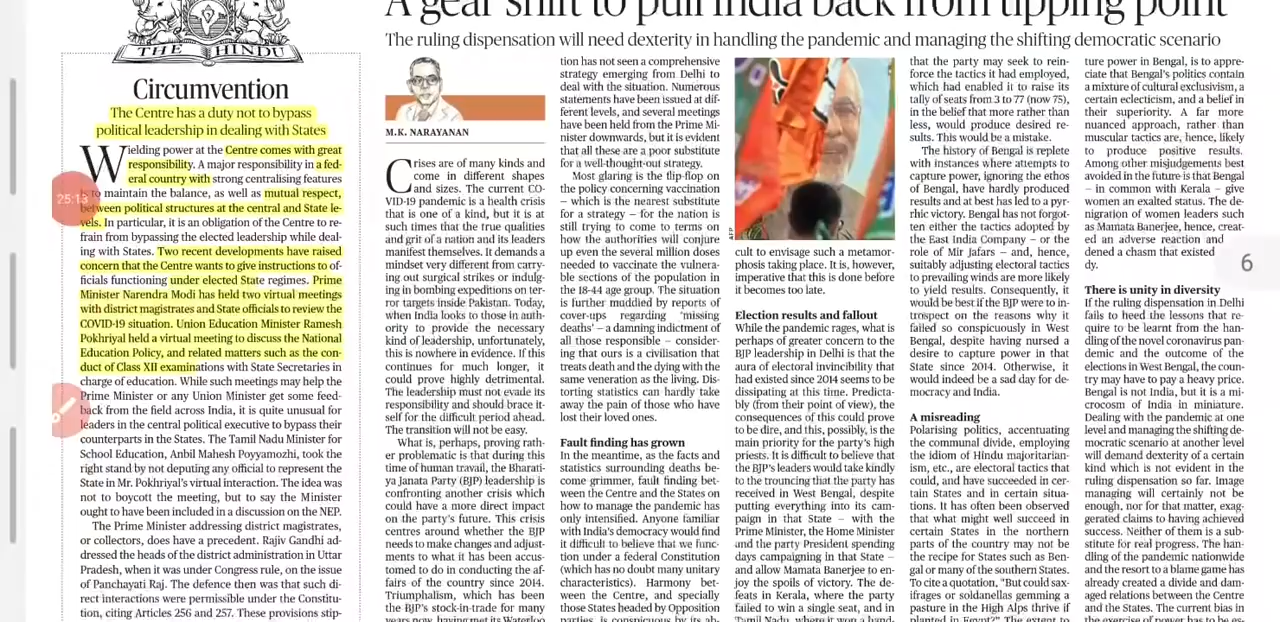 A gear shift to pull India back from tipping point
The ruling dispensation will need dexterity in handling the pandemic and managing the shifting democratic scenario
THE HINDU
Circumvention
The Centre has a duty not to bypass
political leadership in dealing with States
Wielding power at the Centre comes with great
responsibility. A major responsibility in a fed-
eral country with strong centralising features
is to maintain the balance, as well as mutual respect,
between political structures at the central and State le-
vels. In particular, it is an obligation of the Centre to re-
frain from bypassing the elected leadership while deal-
ing with States. Two recent developments have raised
concern that the Centre wants to give instructions to of-
ficials functioning under elected State regimes. Prime
Minister Narendra Modi has held two virtual meetings
with district magistrates and State officials to review the
COVID-19 situation. Union Education Minister Ramesh
Pokhriyal held a virtual meeting to discuss the National
Education Policy, and related matters such as the con-
duct of Class XII examinations with State Secretaries in
charge of education. While such meetings may help the
Prime Minister or any Union Minister get some feed-
back from the field across India, it is quite unusual for
leaders in the central political executive to bypass their
counterparts in the States. The Tamil Nadu Minister for
School Education, Anbil Mahesh Poyyamozhi, took the
right stand by not deputing any official to represent the
State in Mr. Pokhriyal's virtual interaction. The idea was
not to boycott the meeting, but to say the Minister
ought to have been included in a discussion on the NEP.
The Prime Minister addressing district magistrates,
or collectors, does have a precedent. Rajiv Gandhi ad-
dressed the heads of the district administration in Uttar
Pradesh, when it was under Congress rule, on the issue
of Panchayati Raj. The defence then was that such di-
rect interactions were permissible under the Constitu-
tion, citing Articles 256 and 257. These provisions stip-
25:13
M.K. NARAYANAN
Crises are of many kinds and
come in different shapes
and sizes. The current CO-
VID-19 pandemic is a health crisis
that is one of a kind, but it is at
such times that the true qualities
and grit of a nation and its leaders
manifest themselves. It demands a
mindset very different from carry-
ing out surgical strikes or indulg-
ing in bombing expeditions on ter-
ror targets inside Pakistan. Today,
when India looks to those in auth-
ority to provide the necessary
kind of leadership, unfortunately,
this is nowhere in evidence. If this
continues for much longer, it
could prove highly detrimental.
The leadership must not evade its
responsibility and should brace it-
self for the difficult period ahead.
The transition will not be easy.
What is, perhaps, proving rath-
er problematic is that during this
time of human travail, the Bharati-
ya Janata Party (BJP) leadership is
confronting another crisis which
could have a more direct impact
on the party's future. This crisis
centres around whether the BJP
needs to make changes and adjust-
ments to what it has been accus-
tomed to do in conducting the af-
fairs of the country since 2014.
Triumphalism, which has been
the BJP's stock-in-trade for many
years now, having met its Waterloo
tion has not seen a comprehensive
strategy emerging from Delhi to
deal with the situation. Numerous
statements have been issued at dif-
ferent levels, and several meetings
have been held from the Prime Mi-
nister downwards, but it is evident
that all these are a poor substitute
for a well-thought-out strategy.
Most glaring is the flip-flop on
the policy concerning vaccination
– which is the nearest substitute
for a strategy – for the nation is
still trying to come to terms on
how the authorities will conjure
up even the several million doses
needed to vaccinate the vulnera-
ble sections of the population in
the 18-44 age group. The situation
is further muddied by reports of
cover-ups regarding 'missing
deaths' – a damning indictment of
all those responsible – consider-
ing that ours is a civilisation that
treats death and the dying with the
same veneration as the living. Dis-
torting statistics can hardly take
away the pain of those who have
lost their loved ones.
Fault finding has grown
In the meantime, as the facts and
statistics surrounding deaths be-
come grimmer, fault finding bet-
ween the Centre and the States on
how to manage the pandemic has
only intensified. Anyone familiar
with India's democracy would find
it difficult to believe that we func-
tion under a federal Constitution
(which has no doubt many unitary
characteristics). Harmony bet-
ween the Centre, and specially
those States headed by Opposition
parties, is conspicuous by its ab-
AFP
cult to envisage such a metamor-
phosis taking place. It is, however,
imperative that this is done before
it becomes too late.
Election results and fallout
While the pandemic rages, what is
perhaps of greater concern to the
BJP leadership in Delhi is that the
aura of electoral invincibility that
had existed since 2014 seems to be
dissipating at this time. Predicta-
bly (from their point of view), the
consequences of this could prove
to be dire, and this, possibly, is the
main priority for the party's high
priests. It is difficult to believe that
the BJP's leaders would take kindly
to the trouncing that the party has
received in West Bengal, despite
putting everything into its cam-
paign in that State – with the
Prime Minister, the Home Minister
and the party President spending
days campaigning in that State –
and allow Mamata Banerjee to en-
joy the spoils of victory. The de-
feats in Kerala, where the party
failed to win a single seat, and in
Tamil Nadu, where it won a hand-
that the party may seek to rein-
force the tactics it had employed,
which had enabled it to raise its
tally of seats from 3 to 77 (now 75),
in the belief that more rather than
less, would produce desired re-
sults. This would be a mistake.
The history of Bengal is replete
with instances where attempts to
capture power, ignoring the ethos
of Bengal, have hardly produced
results and at best has led to a pyr-
rhic victory. Bengal has not forgot-
ten either the tactics adopted by
the East India Company – or the
role of Mir Jafars – and, hence,
suitably adjusting electoral tactics
to prevailing winds are more likely
to yield results. Consequently, it
would be best if the BJP were to in-
trospect on the reasons why it
failed so conspicuously in West
Bengal, despite having nursed a
desire to capture power in that
State since 2014. Otherwise, it
would indeed be a sad day for de-
mocracy and India.
A misreading
Polarising politics, accentuating
the communal divide, employing
the idiom of Hindu majoritarian-
ism, etc., are electoral tactics that
could, and have succeeded in cer-
tain States and in certain situa-
tions. It has often been observed
that what might well succeed in
certain States in the northern
parts of the country may not be
the recipe for States such as Ben-
gal or many of the southern States.
To cite a quotation, "But could sax-
ifrages or soldanellas gemming a
pasture in the High Alps thrive if
planted in Egypt?" The extent to
ture power in Bengal, is to appre-
ciate that Bengal's politics contain
a mixture of cultural exclusivism, a
certain eclecticism, and a belief in
their superiority. A far more
nuanced approach, rather than
muscular tactics are, hence, likely
to produce positive results.
Among other misjudgements best
avoided in the future is that Bengal
– in common with Kerala – give
women an exalted status. The de-
nigration of women leaders such
as Mamata Banerjee, hence, creat-
ed an adverse reaction and
dened a chasm that existed
dy.
There is unity in diversity
If the ruling dispensation in Delhi
fails to heed the lessons that re-
quire to be learnt from the han-
dling of the novel coronavirus pan-
demic and the outcome of the
elections in West Bengal, the coun-
try may have to pay a heavy price.
Bengal is not India, but it is a mi-
crocosm of India in miniature.
Dealing with the pandemic at one
level and managing the shifting de-
mocratic scenario at another level
will demand dexterity of a certain
kind which is not evident in the
ruling dispensation so far. Image
managing will certainly not be
enough, nor for that matter, exag-
gerated claims to having achieved
success. Neither of them is a sub-
stitute for real progress. The han-
dling of the pandemic nationwide
and the resort to a blame game has
already created a divide and dam-
aged relations between the Centre
and the States. The current bias in
the exercise of power has to be es-
6